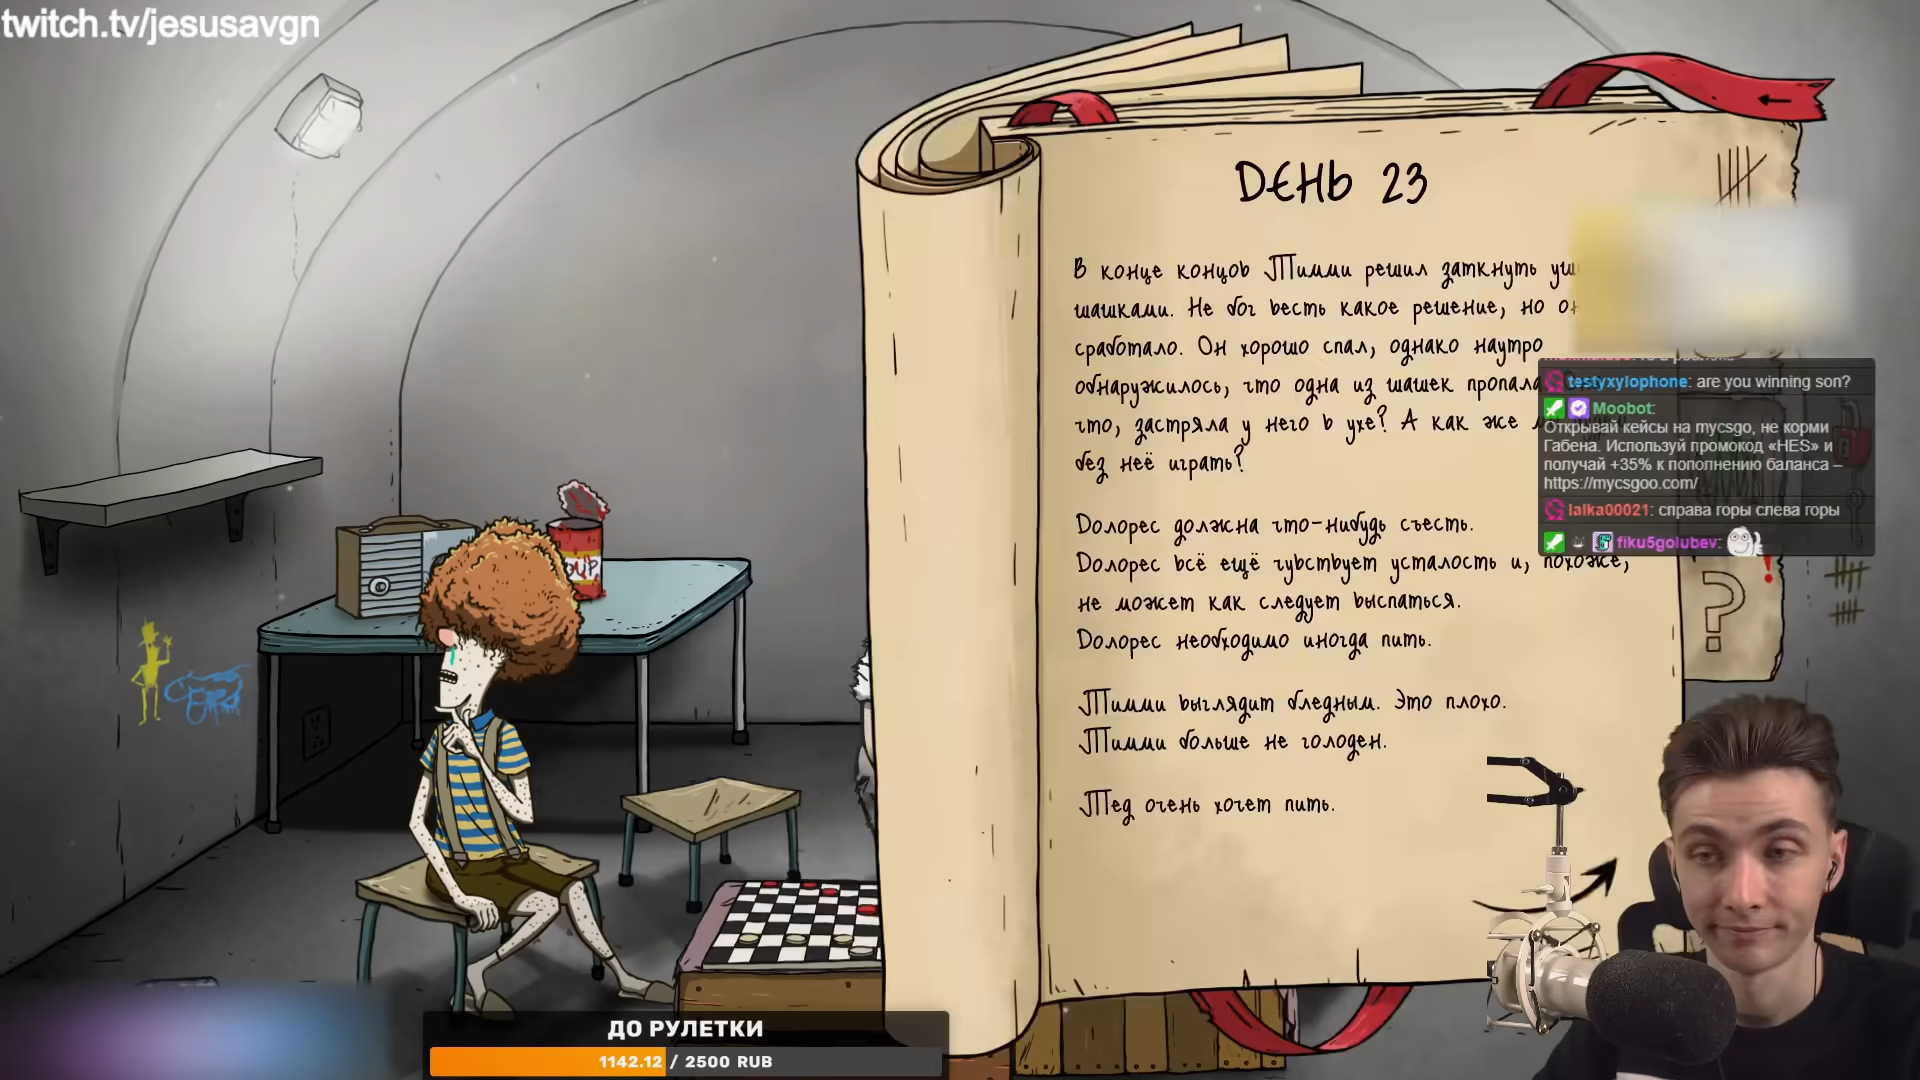 twitch.tv/jesusavgn
ДЕНЬ 23
В конце концов Тимми решил заткнуть
шашками. Не бог весть какое решение, но
сработало. Он хорошо спал, однако наутро
обнаружилось, что одна из шашек пропала
что, застряла у него в ухе? А как же
без неё играть?
Долорес должна что-нибудь съесть.
Долорес всё ещё чувствует усталость и, похоже,
не может как следует выспаться.
Долорес необходимо иногда пить.
Тимми выглядит бледным. Это плохо.
Тимми больше не голоден.
Тед очень хочет пить.
testyxylophone: are you winning son?
Moobot:
Открывай кейсы на mycsgo, не корми
Габена. Используй промокод «HES» и
получай +35% к пополнению баланса –
https://mycsgoo.com/
lalka00021: справа горы слева горы
fiku5golubev:
?
!
ДО РУЛЕТКИ
1142.12 / 2500 RUB